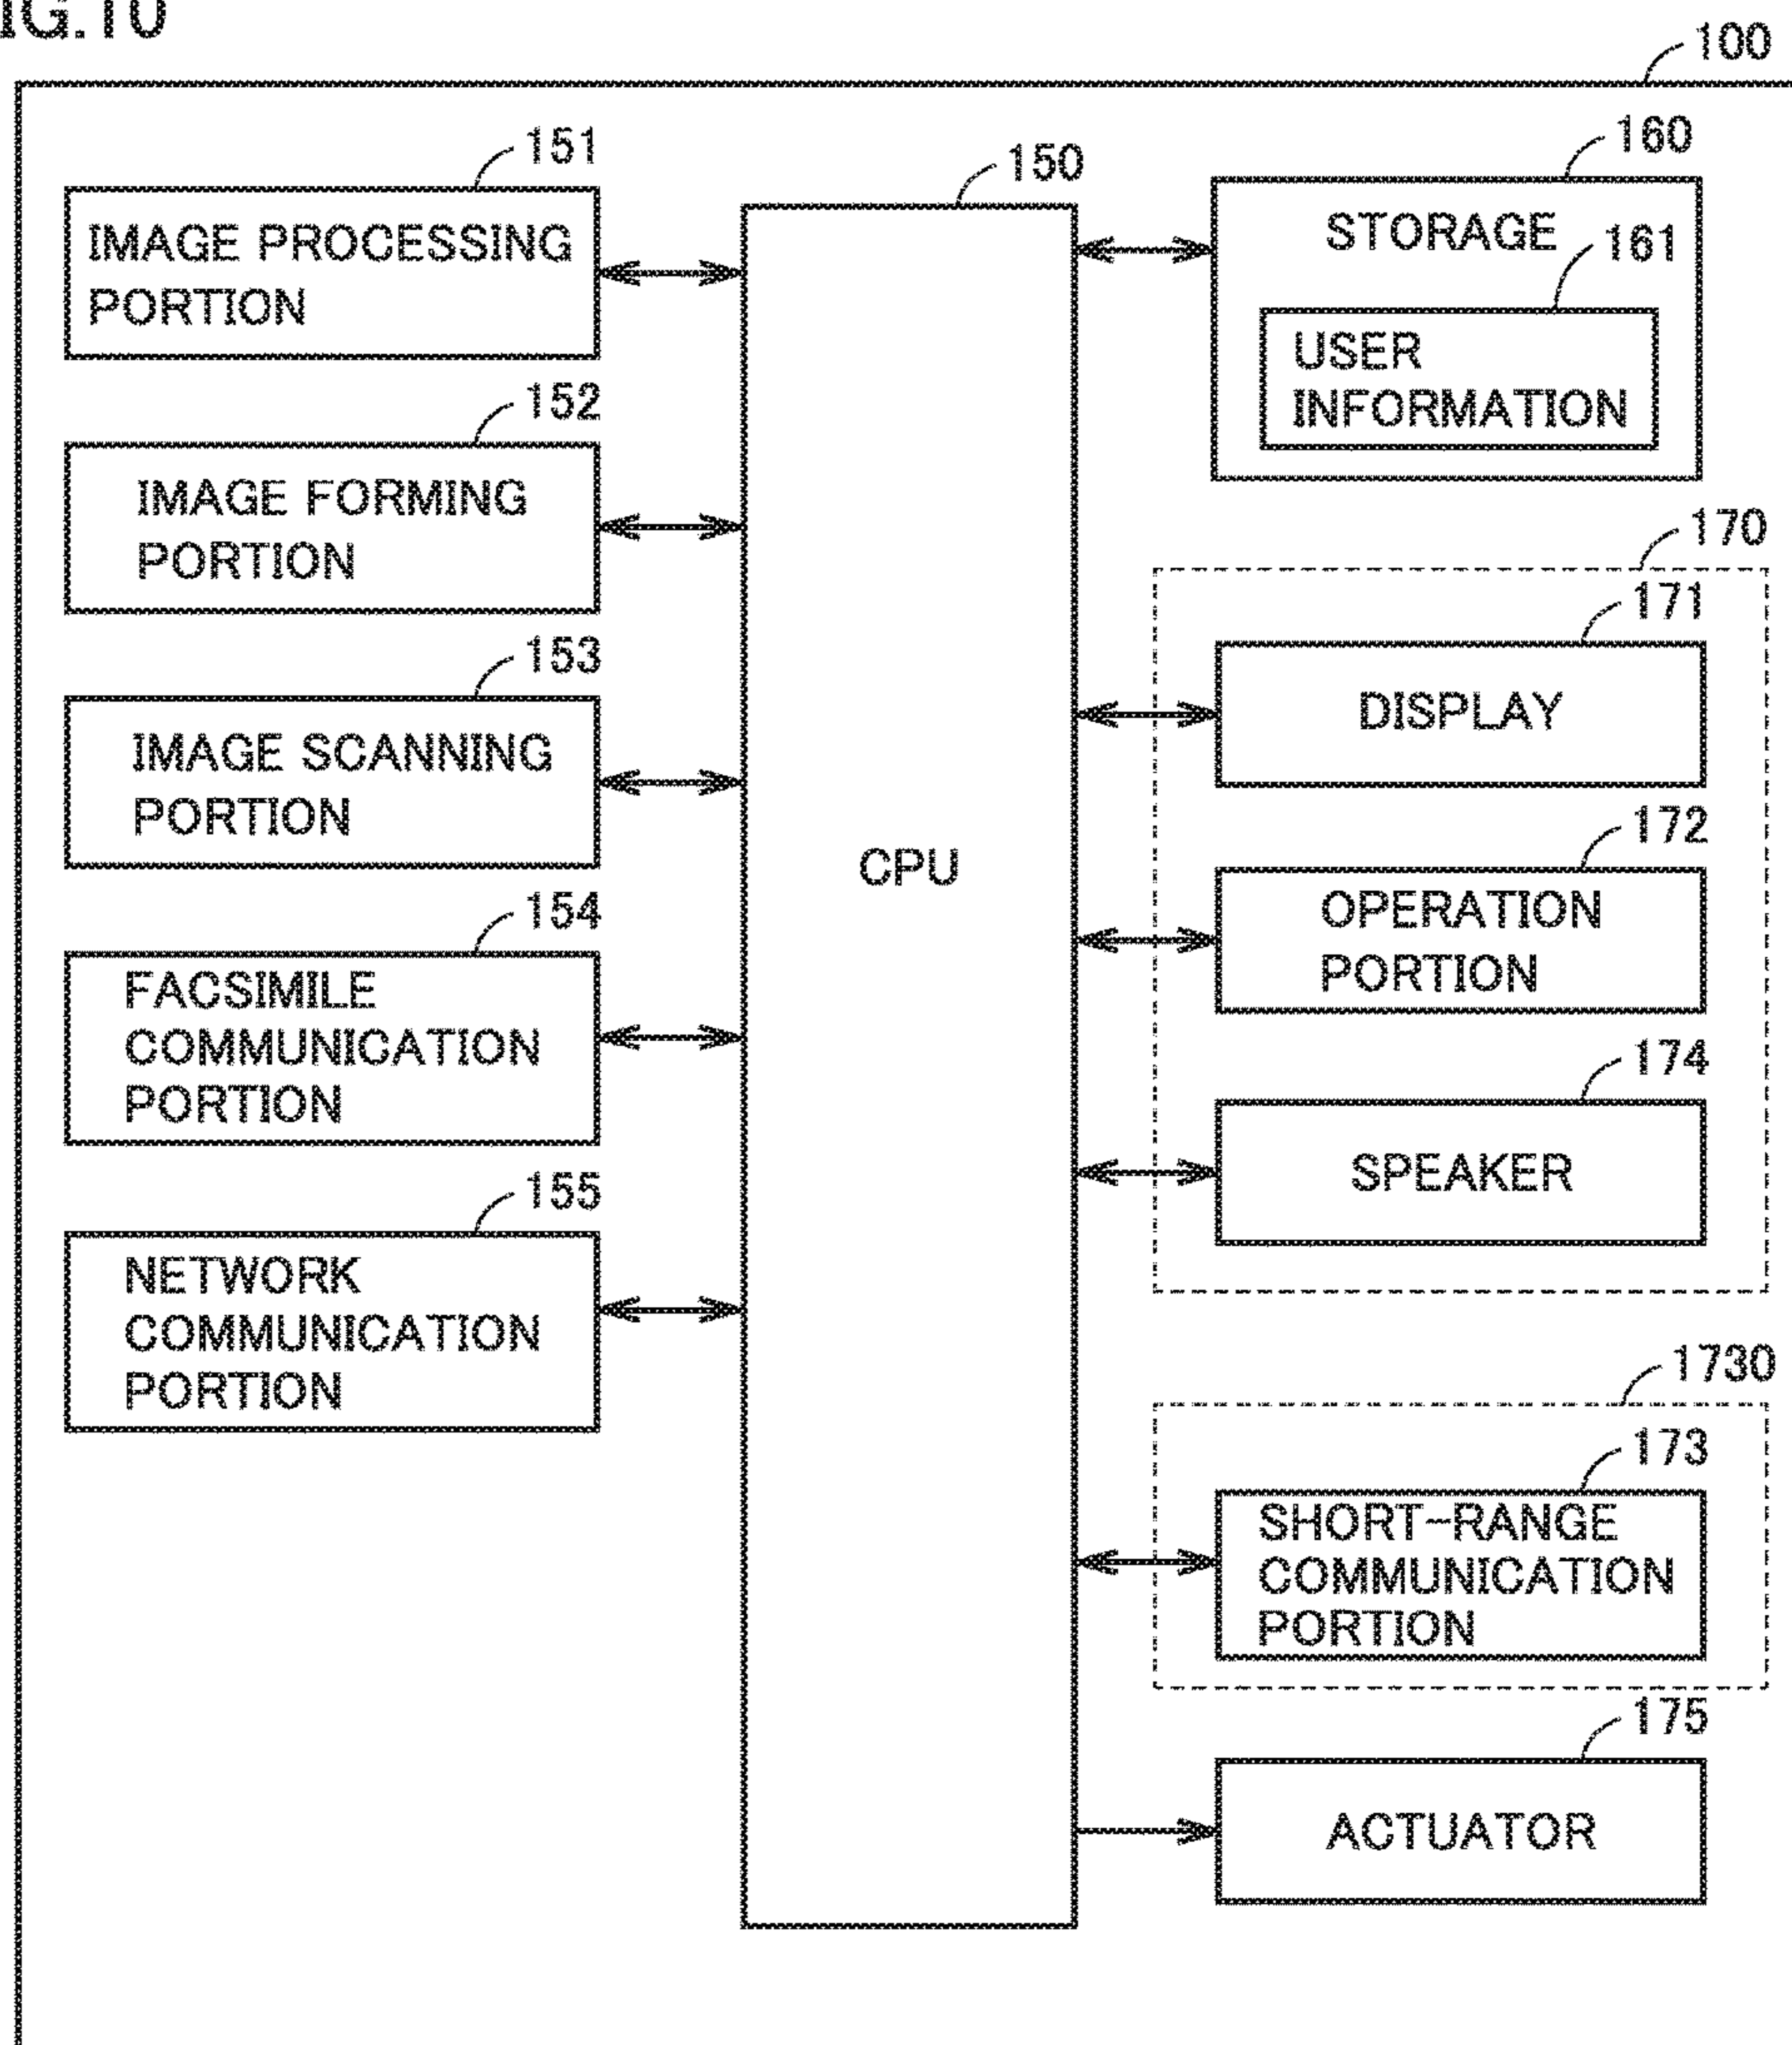 FIG.10
100
151
IMAGE PROCESSING
PORTION
152
IMAGE FORMING
PORTION
153
IMAGE SCANNING
PORTION
154
FACSIMILE
COMMUNICATION
PORTION
155
NETWORK
COMMUNICATION
PORTION
150
CPU
160
STORAGE
161
USER
INFORMATION
170
171
DISPLAY
172
OPERATION
PORTION
174
SPEAKER
1730
173
SHORT-RANGE
COMMUNICATION
PORTION
175
ACTUATOR